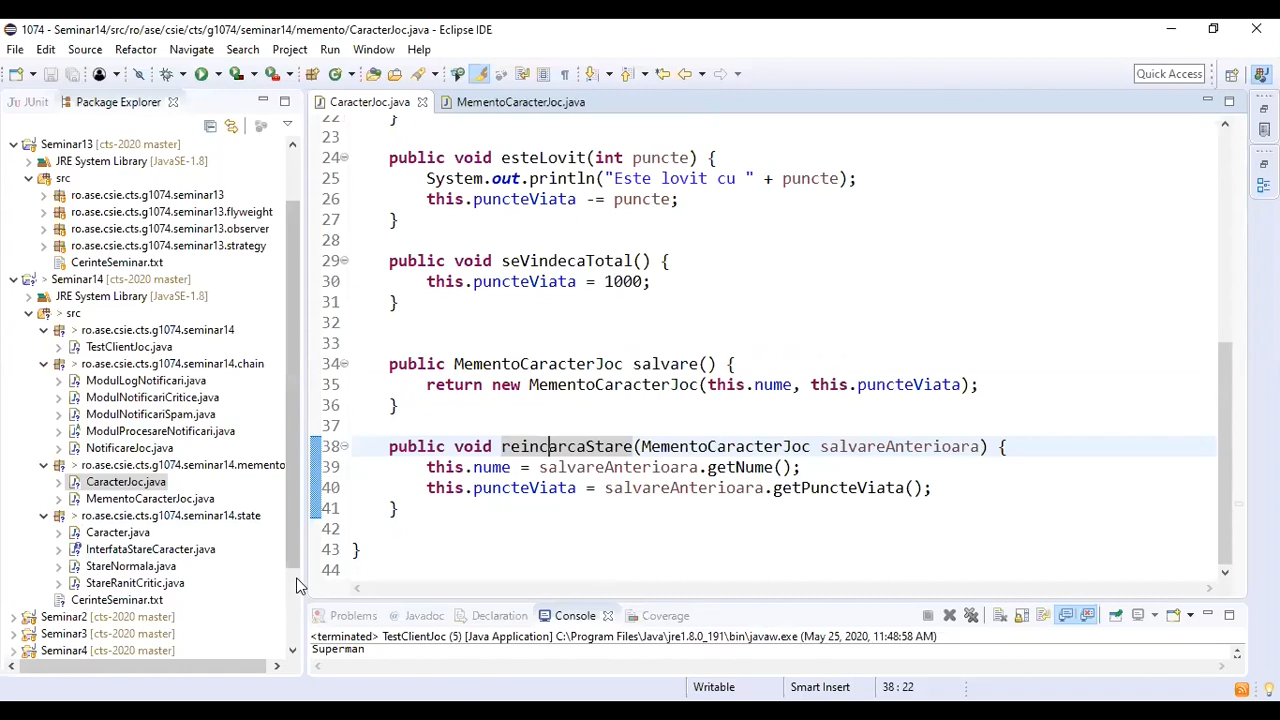 1074 - Seminar14/src/ro/ase/csie/cts/g1074/seminar14/memento/CaracterJoc.java - Eclipse IDE
File Edit Source Refactor Navigate Search Project Run Window Help
Quick Access
Ju JUnit Package Explorer
CaracterJoc.java MementoCaracterJoc.java
Seminar13 [cts-2020 master]
JRE System Library [JavaSE-1.8]
src
ro.ase.csie.cts.g1074.seminar13
ro.ase.csie.cts.g1074.seminar13.flyweight
ro.ase.csie.cts.g1074.seminar13.observer
ro.ase.csie.cts.g1074.seminar13.strategy
CerinteSeminar.txt
> Seminar14 [cts-2020 master]
JRE System Library [JavaSE-1.8]
> src
> ro.ase.csie.cts.g1074.seminar14
TestClientJoc.java
> ro.ase.csie.cts.g1074.seminar14.chain
ModulLogNotificari.java
ModulNotificariCritice.java
ModulNotificariSpam.java
ModulProcesareNotificari.java
NotificareJoc.java
> ro.ase.csie.cts.g1074.seminar14.memento
CaracterJoc.java
MementoCaracterJoc.java
> ro.ase.csie.cts.g1074.seminar14.state
Caracter.java
InterfataStareCaracter.java
StareNormala.java
StareRanitCritic.java
CerinteSeminar.txt
Seminar2 [cts-2020 master]
Seminar3 [cts-2020 master]
Seminar4 [cts-2020 master]
22 }
23
24 public void esteLovit(int puncte) {
25 System.out.println("Este lovit cu " + puncte);
26 this.puncteViata -= puncte;
27 }
28
29 public void seVindecaTotal() {
30 this.puncteViata = 1000;
31 }
32
33
34 public MementoCaracterJoc salvare() {
35 return new MementoCaracterJoc(this.nume, this.puncteViata);
36 }
37
38 public void reincarcaStare(MementoCaracterJoc salvareAnterioara) {
39 this.nume = salvareAnterioara.getNume();
40 this.puncteViata = salvareAnterioara.getPuncteViata();
41 }
42
43 }
44
Problems Javadoc Declaration Console Coverage
<terminated> TestClientJoc (5) [Java Application] C:\Program Files\Java\jre1.8.0_191\bin\javaw.exe (May 25, 2020, 11:48:58 AM)
Superman
Writable Smart Insert 38 : 22